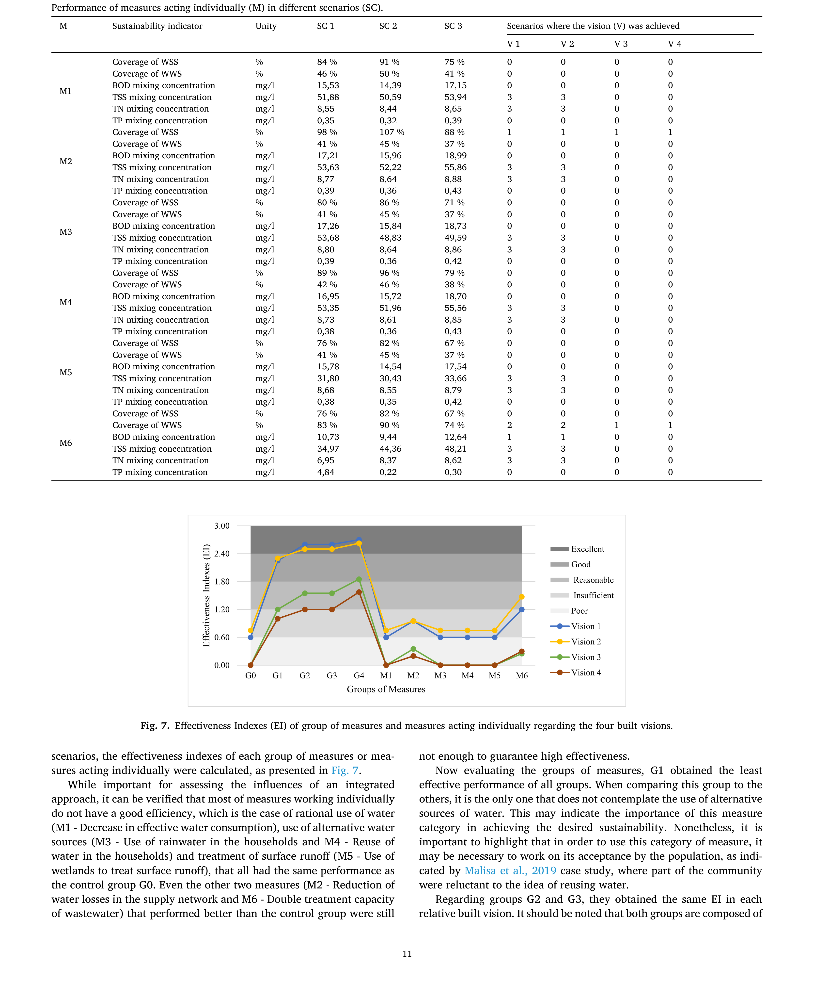 Performance of measures acting individually (M) in different scenarios (SC).
M Sustainability indicator Unity SC 1 SC 2 SC 3 Scenarios where the vision (V) was achieved
V 1 V 2 V 3 V 4
M1
Coverage of WSS % 84 % 91 % 75 % 0 0 0 0
Coverage of WWS % 46 % 50 % 41 % 0 0 0 0
BOD mixing concentration mg/l 15,53 14,39 17,15 0 0 0 0
TSS mixing concentration mg/l 51,88 50,59 53,94 3 3 0 0
TN mixing concentration mg/l 8,55 8,44 8,65 3 3 0 0
TP mixing concentration mg/l 0,35 0,32 0,39 0 0 0 0
M2
Coverage of WSS % 98 % 107 % 88 % 1 1 1 1
Coverage of WWS % 41 % 45 % 37 % 0 0 0 0
BOD mixing concentration mg/l 17,21 15,96 18,99 0 0 0 0
TSS mixing concentration mg/l 53,63 52,22 55,86 3 3 0 0
TN mixing concentration mg/l 8,77 8,64 8,88 3 3 0 0
TP mixing concentration mg/l 0,39 0,36 0,43 0 0 0 0
M3
Coverage of WSS % 80 % 86 % 71 % 0 0 0 0
Coverage of WWS % 41 % 45 % 37 % 0 0 0 0
BOD mixing concentration mg/l 17,26 15,84 18,73 0 0 0 0
TSS mixing concentration mg/l 53,68 48,83 49,59 3 3 0 0
TN mixing concentration mg/l 8,80 8,64 8,86 3 3 0 0
TP mixing concentration mg/l 0,39 0,36 0,42 0 0 0 0
M4
Coverage of WSS % 89 % 96 % 79 % 0 0 0 0
Coverage of WWS % 42 % 46 % 38 % 0 0 0 0
BOD mixing concentration mg/l 16,95 15,72 18,70 0 0 0 0
TSS mixing concentration mg/l 53,35 51,96 55,56 3 3 0 0
TN mixing concentration mg/l 8,73 8,61 8,85 3 3 0 0
TP mixing concentration mg/l 0,38 0,36 0,43 0 0 0 0
M5
Coverage of WSS % 76 % 82 % 67 % 0 0 0 0
Coverage of WWS % 41 % 45 % 37 % 0 0 0 0
BOD mixing concentration mg/l 15,78 14,54 17,54 0 0 0 0
TSS mixing concentration mg/l 31,80 30,43 33,66 3 3 0 0
TN mixing concentration mg/l 8,68 8,55 8,79 3 3 0 0
TP mixing concentration mg/l 0,38 0,35 0,42 0 0 0 0
M6
Coverage of WSS % 76 % 82 % 67 % 0 0 0 0
Coverage of WWS % 83 % 90 % 74 % 2 2 1 1
BOD mixing concentration mg/l 10,73 9,44 12,64 1 1 0 0
TSS mixing concentration mg/l 34,97 44,36 48,21 3 3 0 0
TN mixing concentration mg/l 6,95 8,37 8,62 3 3 0 0
TP mixing concentration mg/l 4,84 0,22 0,30 0 0 0 0
Effectiveness Indexes (EI)
3.00
2.40
1.80
1.20
0.60
0.00
G0 G1 G2 G3 G4 M1 M2 M3 M4 M5 M6
Groups of Measures
Excellent
Good
Reasonable
Insufficient
Poor
Vision 1
Vision 2
Vision 3
Vision 4
Fig. 7. Effectiveness Indexes (EI) of group of measures and measures acting individually regarding the four built visions.
scenarios, the effectiveness indexes of each group of measures or mea-
sures acting individually were calculated, as presented in Fig. 7.
While important for assessing the influences of an integrated
approach, it can be verified that most of measures working individually
do not have a good efficiency, which is the case of rational use of water
(M1 - Decrease in effective water consumption), use of alternative water
sources (M3 - Use of rainwater in the households and M4 - Reuse of
water in the households) and treatment of surface runoff (M5 - Use of
wetlands to treat surface runoff), that all had the same performance as
the control group G0. Even the other two measures (M2 - Reduction of
water losses in the supply network and M6 - Double treatment capacity
of wastewater) that performed better than the control group were still
not enough to guarantee high effectiveness.
Now evaluating the groups of measures, G1 obtained the least
effective performance of all groups. When comparing this group to the
others, it is the only one that does not contemplate the use of alternative
sources of water. This may indicate the importance of this measure
category in achieving the desired sustainability. Nonetheless, it is
important to highlight that in order to use this category of measure, it
may be necessary to work on its acceptance by the population, as indi-
cated by Malisa et al., 2019 case study, where part of the community
were reluctant to the idea of reusing water.
Regarding groups G2 and G3, they obtained the same EI in each
relative built vision. It should be noted that both groups are composed of
11